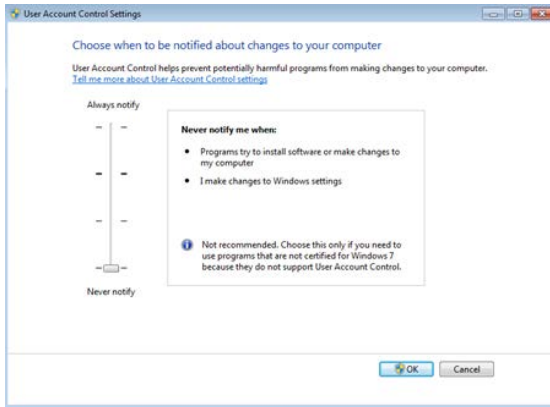 User Account Control Settings
Choose when to be notified about changes to your computer
User Account Control helps prevent potentially harmful programs from making changes to your computer.
Tell me more about User Account Control settings
Always notify
Never notify me when:
• Programs try to install software or make changes to
my computer
• I make changes to Windows settings
Not recommended. Choose this only if you need to
use programs that are not certified for Windows 7
because they do not support User Account Control.
Never notify
OK
Cancel